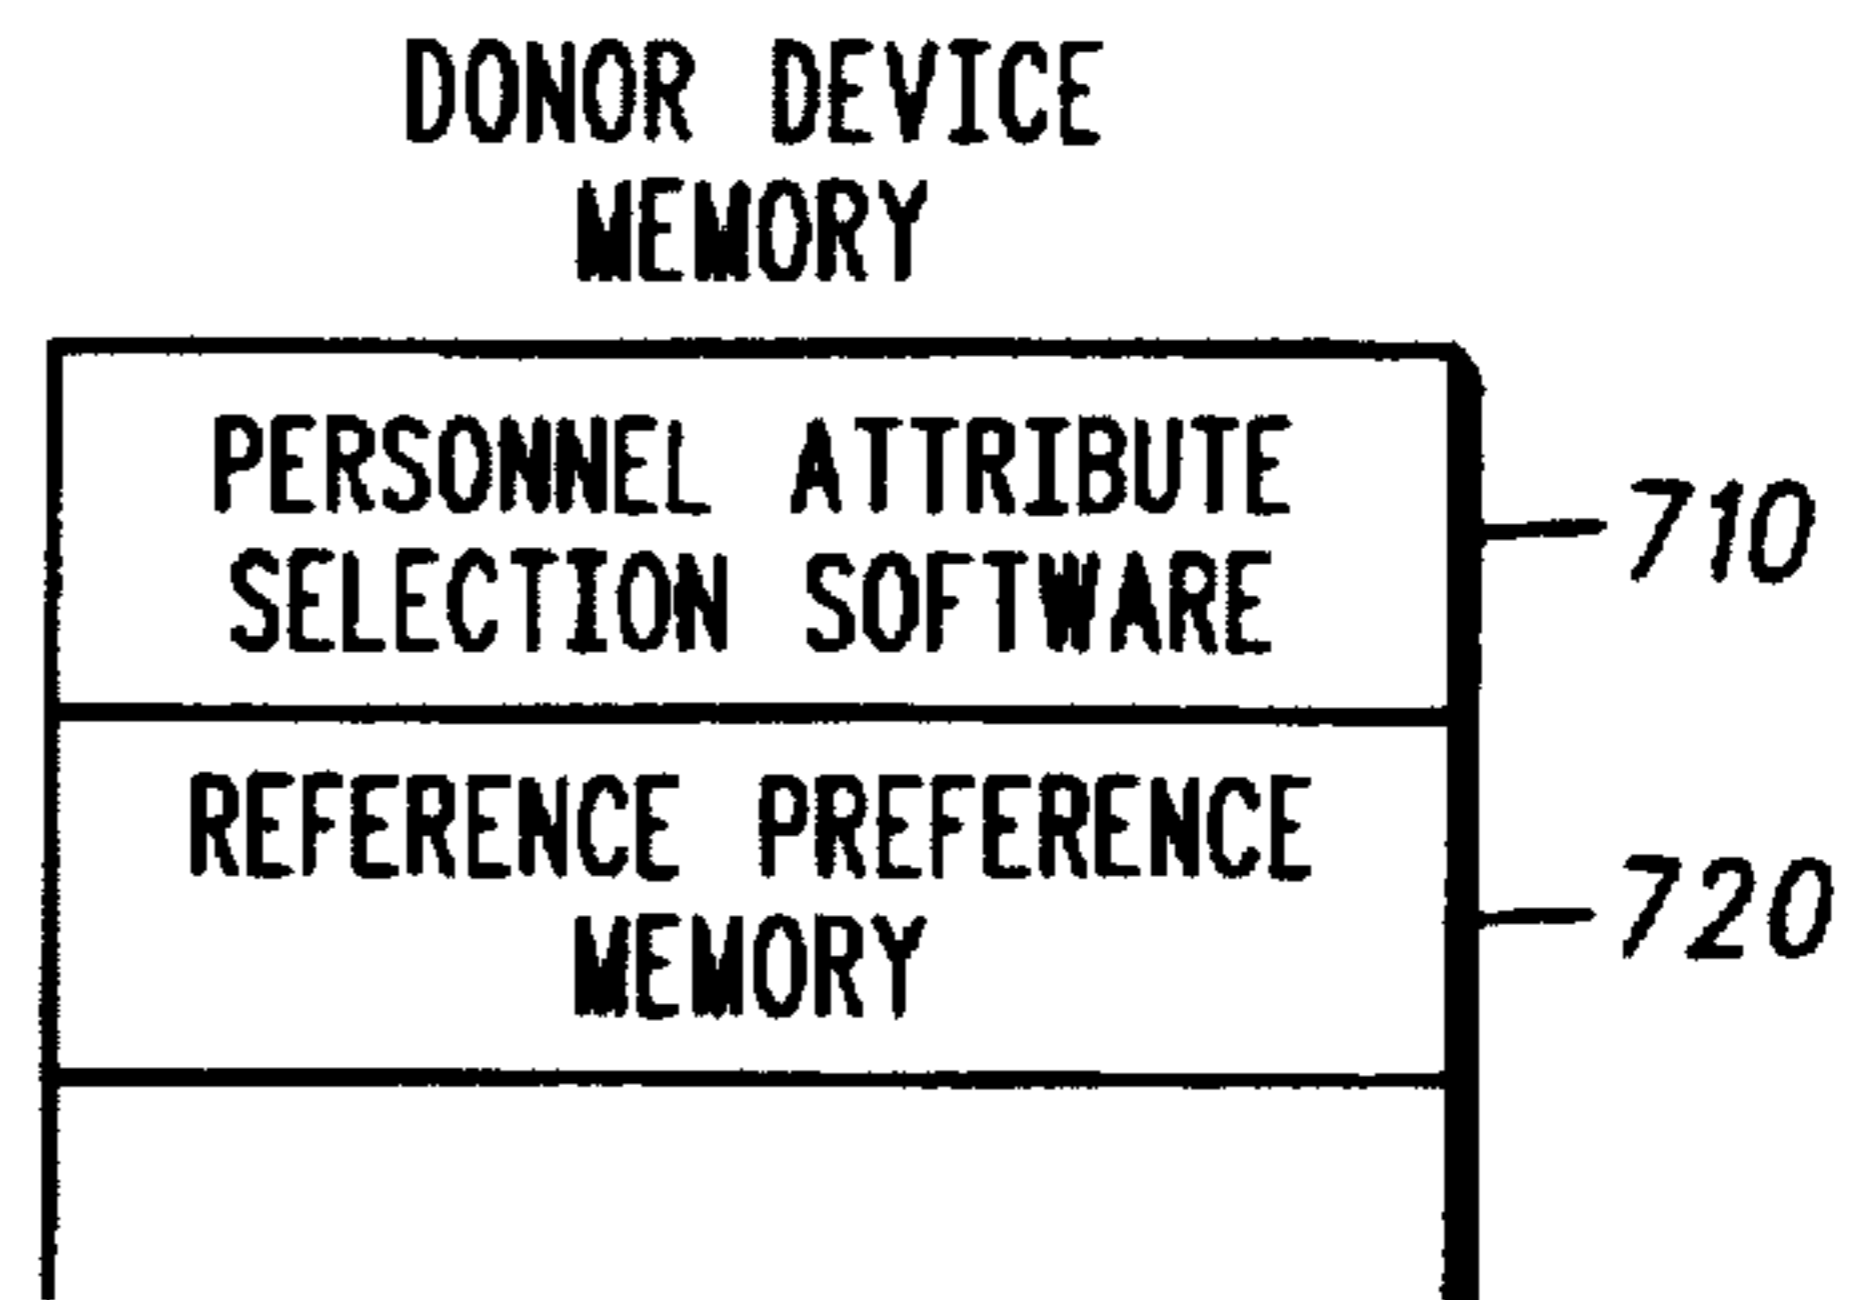 DONOR DEVICE
MEMORY
PERSONNEL ATTRIBUTE
SELECTION SOFTWARE
710
REFERENCE PREFERENCE
MEMORY
720